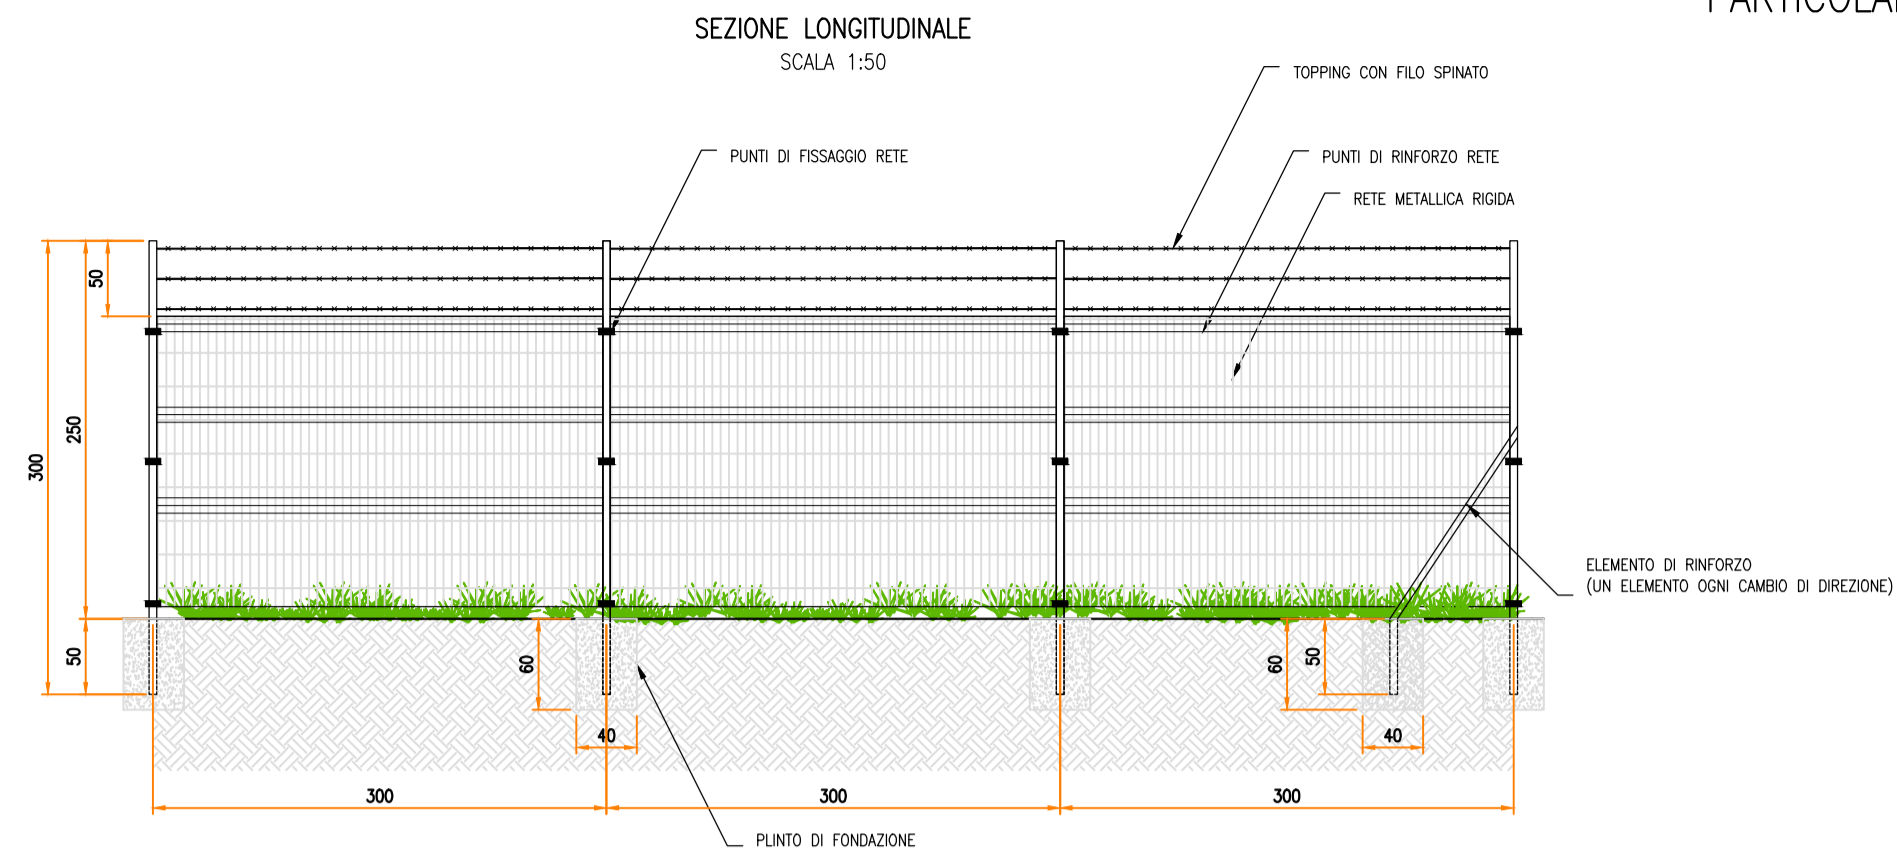 PARTICOLA
SEZIONE LONGITUDINALE
SCALA 1:50
TOPPING CON FILO SPINATO
PUNTI DI FISSAGGIO RETE
PUNTI DI RINFORZO RETE
RETE METALLICA RIGIDA
50
250
300
ELEMENTO DI RINFORZO
(UN ELEMENTO OGNI CAMBIO DI DIREZIONE)
50
60
60
50
40
40
300
300
300
PLINTO DI FONDAZIONE